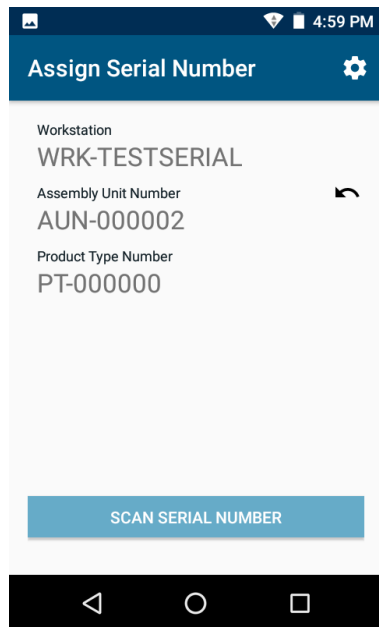 4:59 PM
Assign Serial Number
Workstation
WRK-TESTSERIAL
Assembly Unit Number
AUN-000002
Product Type Number
PT-000000
SCAN SERIAL NUMBER